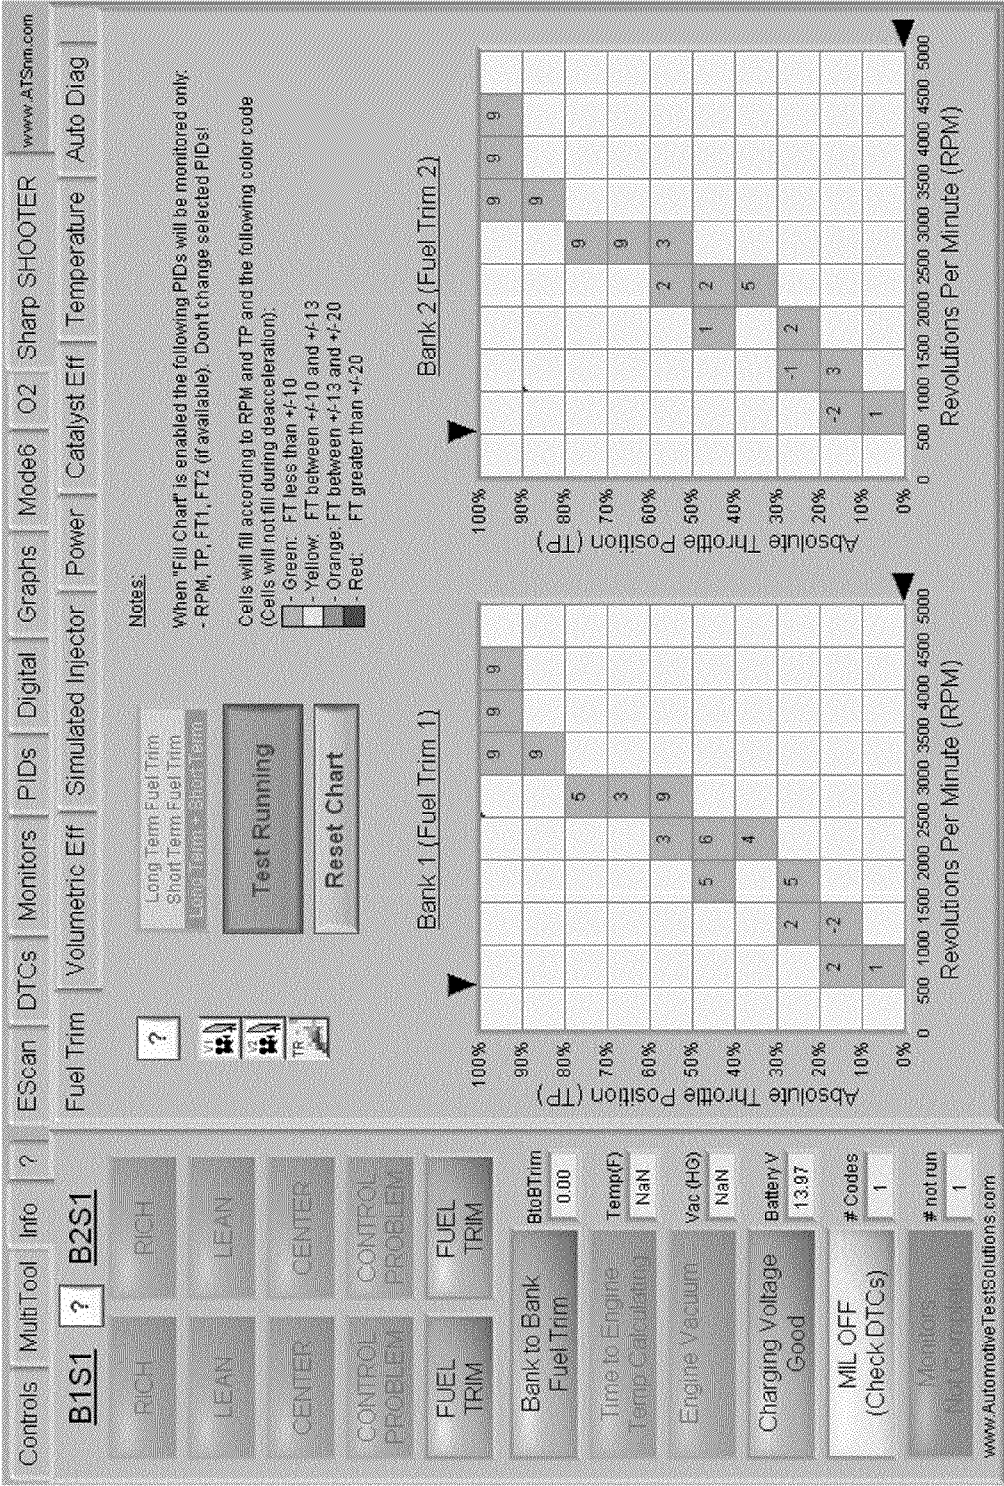 Controls
MultiTool
Info
?
EScan
DTCs
Monitors
PIDs
Digital
Graphs
Mode6
O2
Sharp SHOOTER
www.ATSnm.com
B1S1
?
B2S1
RICH
RICH
LEAN
LEAN
CENTER
CENTER
CONTROL
PROBLEM
CONTROL
PROBLEM
FUEL
TRIM
FUEL
TRIM
Bank to Bank
Fuel Trim
BtoBTrim
0.00
Time to Engine
Temp Calculating
Temp(F)
NaN
Engine Vacuum
Vac (HG)
NaN
Charging Voltage
Good
Battery V
13.97
MIL OFF
(Check DTCs)
# Codes
1
Monitors
# not run
1
www.AutomotiveTestSolutions.com
Fuel Trim
Volumetric Eff
Simulated Injector
Power
Catalyst Eff
Temperature
Auto Diag
?
V1
V2
TR
Long Term Fuel Trim
Short Term Fuel Trim
Long Term + Short Term
Test Running
Reset Chart
Notes:
When "Fill Chart" is enabled the following PIDs will be monitored only.
- RPM, TP, FT1, FT2 (if available). Don't change selected PIDs!
Cells will fill according to RPM and TP and the following color code
(Cells will not fill during deacceleration).
- Green: FT less than +/-10
- Yellow: FT between +/-10 and +/-13
- Orange: FT between +/-13 and +/-20
- Red: FT greater than +/-20
Bank 1 (Fuel Trim 1)
Absolute Throttle Position (TP)
100%
90%
80%
70%
60%
50%
40%
30%
20%
10%
0%
9 9 9
9
5
3
3 9
5 6
4
2 5
2 -2
1
0 500 1000 1500 2000 2500 3000 3500 4000 4500 5000
Revolutions Per Minute (RPM)
Bank 2 (Fuel Trim 2)
Absolute Throttle Position (TP)
100%
90%
80%
70%
60%
50%
40%
30%
20%
10%
0%
9 9 9
9
9
9
2 3
1 2
5
-1 2
-2 3
1
0 500 1000 1500 2000 2500 3000 3500 4000 4500 5000
Revolutions Per Minute (RPM)